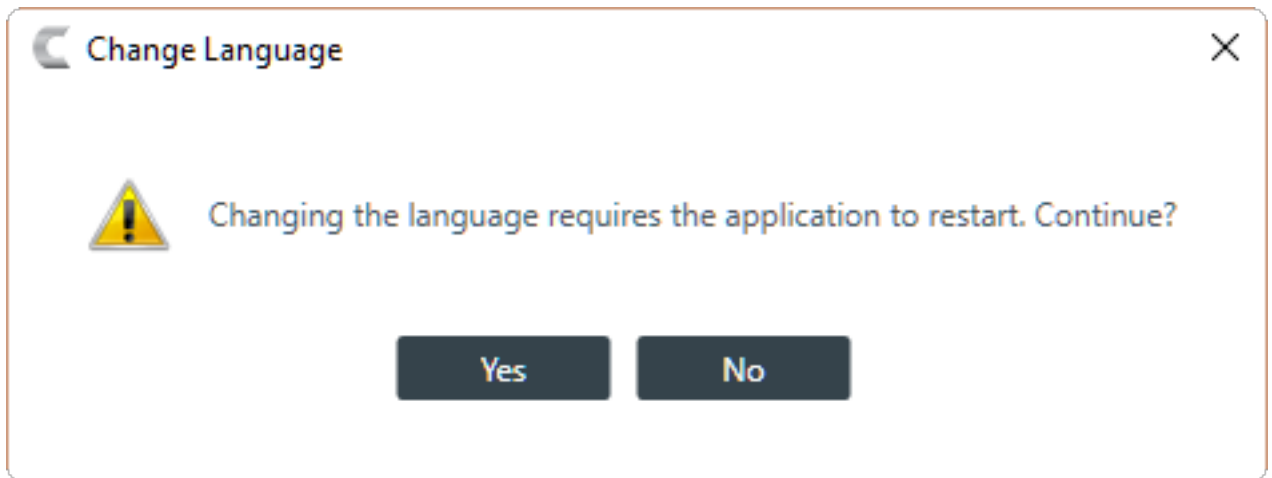 Change Language
Changing the language requires the application to restart. Continue?
Yes
No